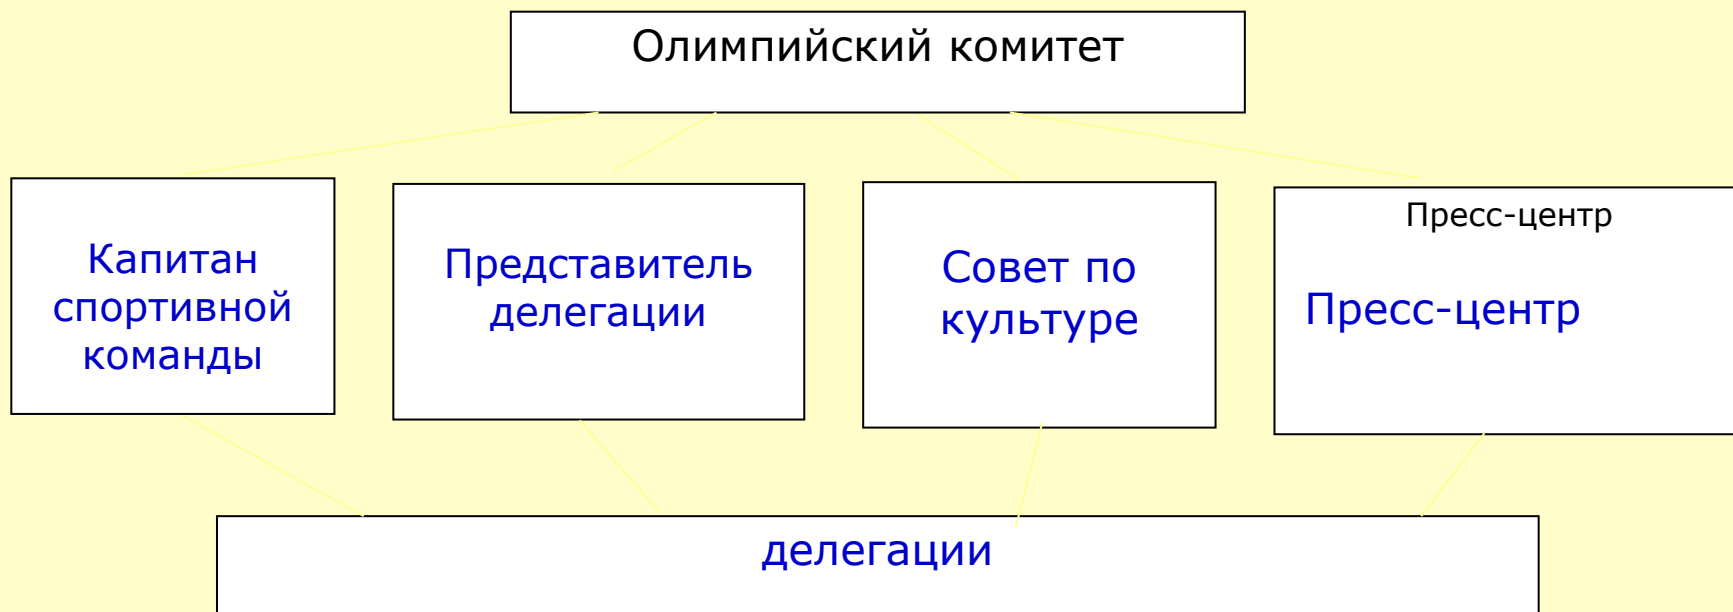 Олимпийский комитет
Капитан
спортивной
команды
Представитель
делегации
Совет по
культуре
Пресс-центр
Пресс-центр
делегации